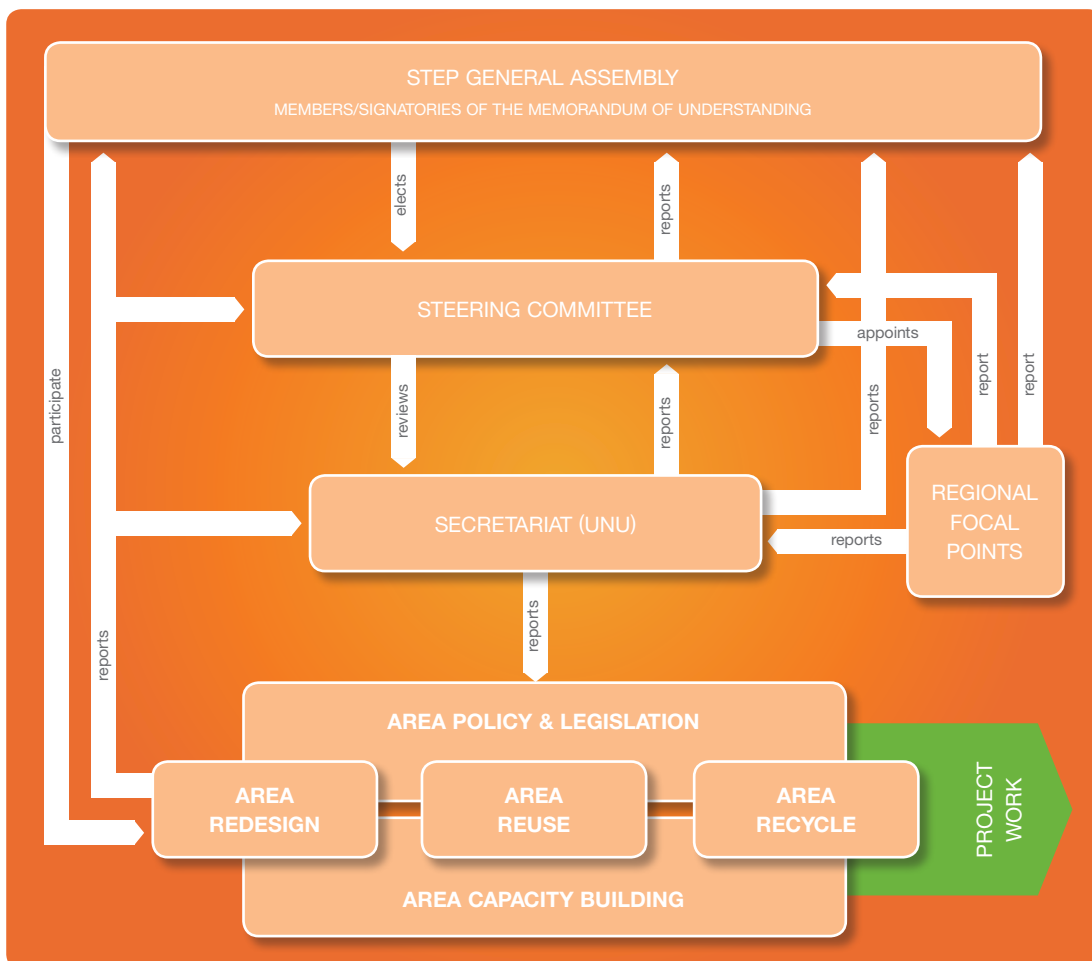 STEP GENERAL ASSEMBLY
MEMBERS/SIGNATORIES OF THE MEMORANDUM OF UNDERSTANDING
elects
reports
STEERING COMMITTEE
appoints
participate
reviews
reports
reports
report
report
REGIONAL
FOCAL
POINTS
SECRETARIAT (UNU)
reports
reports
reports
AREA POLICY & LEGISLATION
AREA
REDESIGN
AREA
REUSE
AREA
RECYCLE
PROJECT
WORK
AREA CAPACITY BUILDING